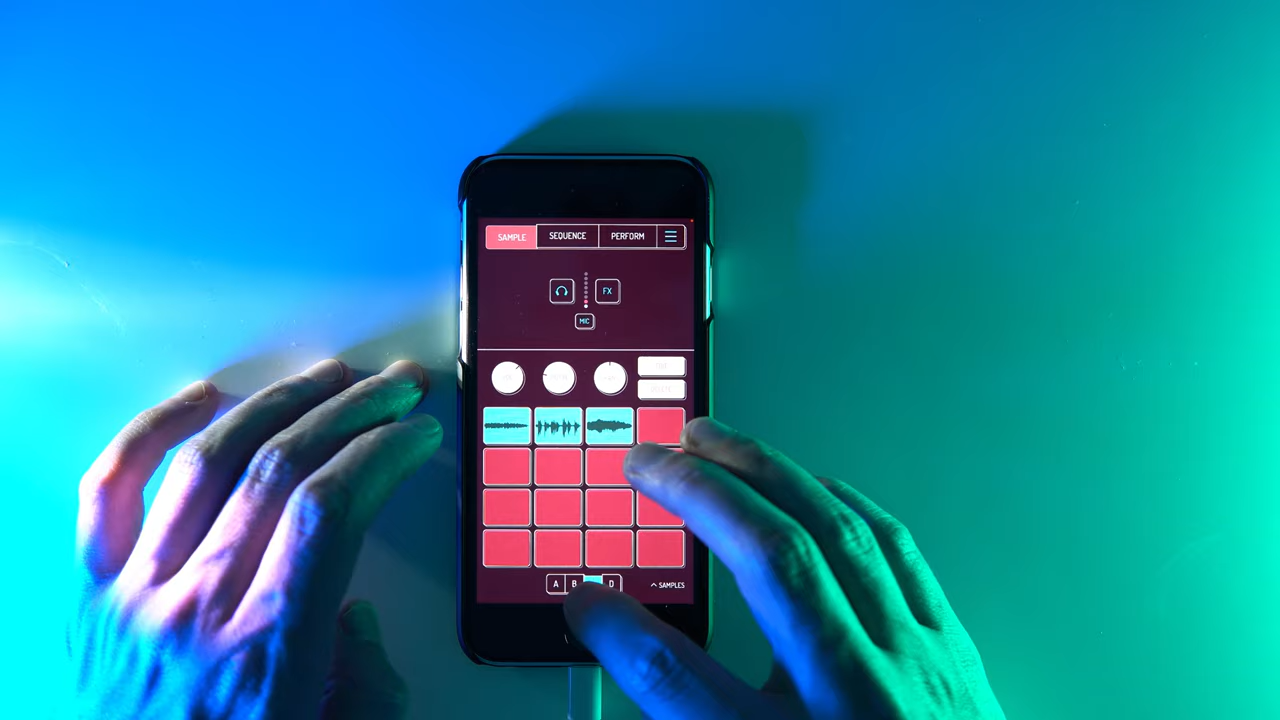 SAMPLE SEQUENCE PERFORM
FX
MIC
A B D
SAMPLES